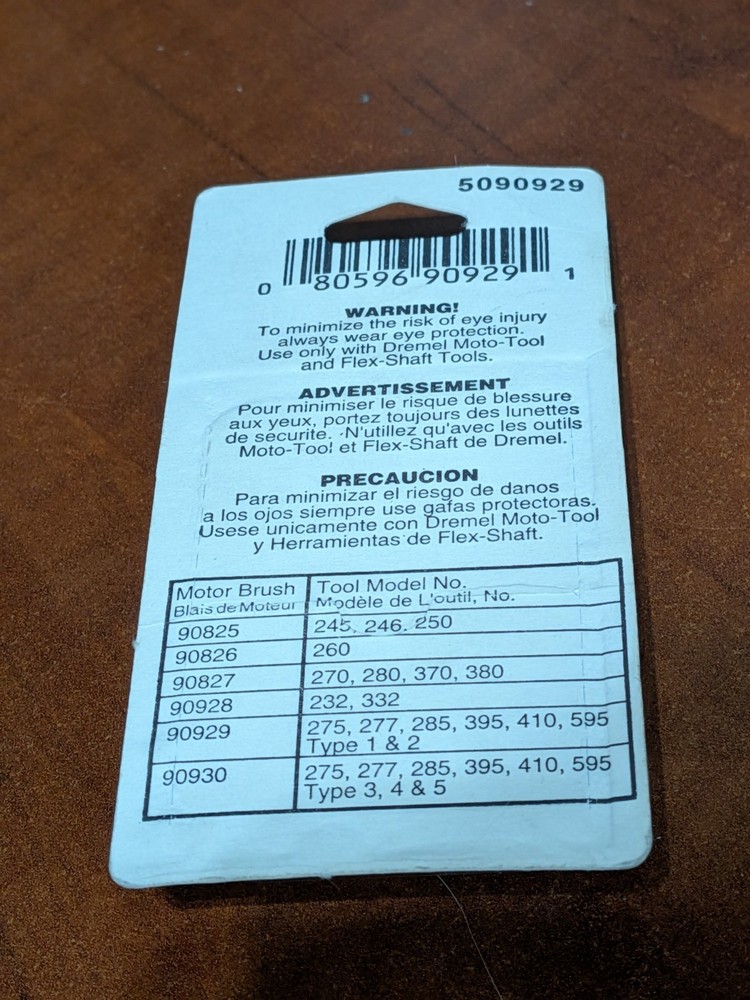 5090929
0 80596 90929 1
WARNING!
To minimize the risk of eye injury
always wear eye protection.
Use only with Dremel Moto-Tool
and Flex-Shaft Tools.
ADVERTISSEMENT
Pour minimiser le risque de blessure
aux yeux, portez toujours des lunettes
de securite. N'utilizez qu'avec les outils
Moto-Tool et Flex-Shaft de Dremel.
PRECAUCION
Para minimizar el riesgo de danos
a los ojos siempre use gafas protectoras.
Usese unicamente con Dremel Moto-Tool
y Herramientas de Flex-Shaft.
Motor Brush Tool Model No.
Blais de Moteur Modèle de L'outil, No.
90825 245, 246. 250
90826 260
90827 270, 280, 370, 380
90928 232, 332
90929 275, 277, 285, 395, 410, 595
Type 1 & 2
90930 275, 277, 285, 395, 410, 595
Type 3, 4 & 5